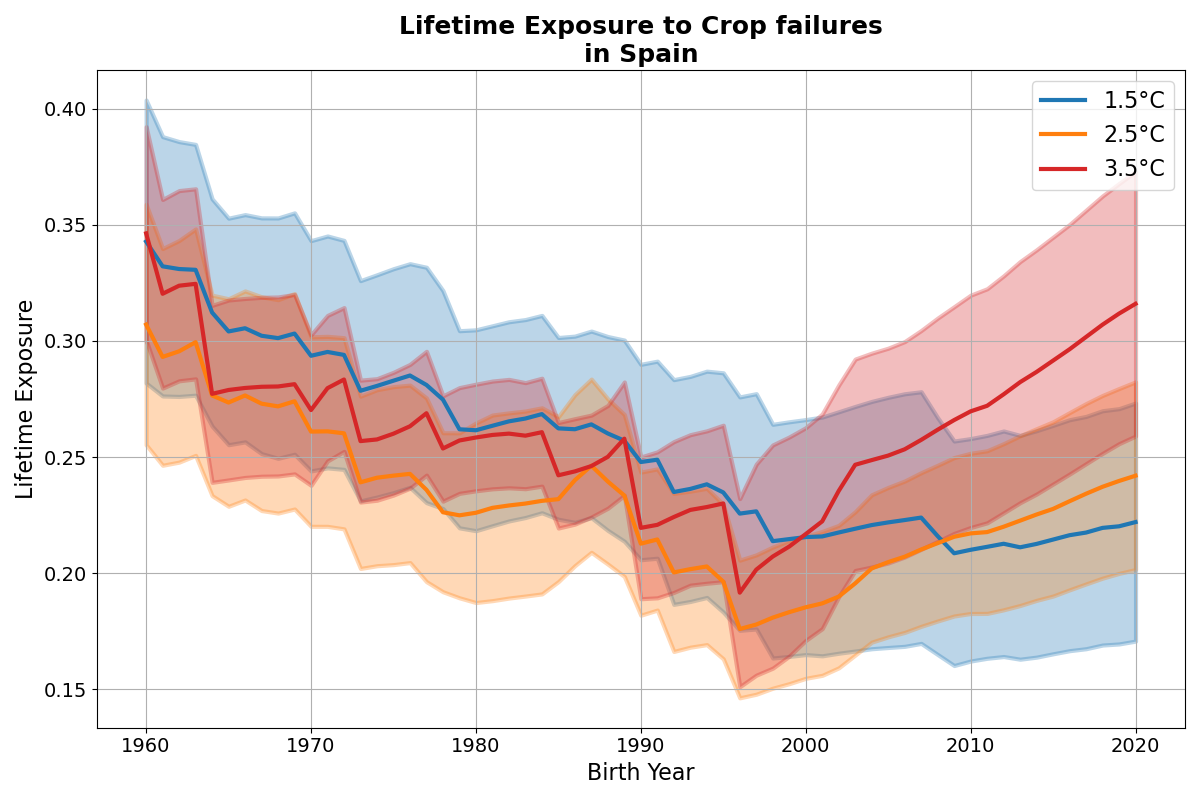 Lifetime Exposure to Crop failures
in Spain
1.5°C
2.5°C
3.5°C
Lifetime Exposure
0.40
0.35
0.30
0.25
0.20
0.15
1960 1970 1980 1990 2000 2010 2020
Birth Year